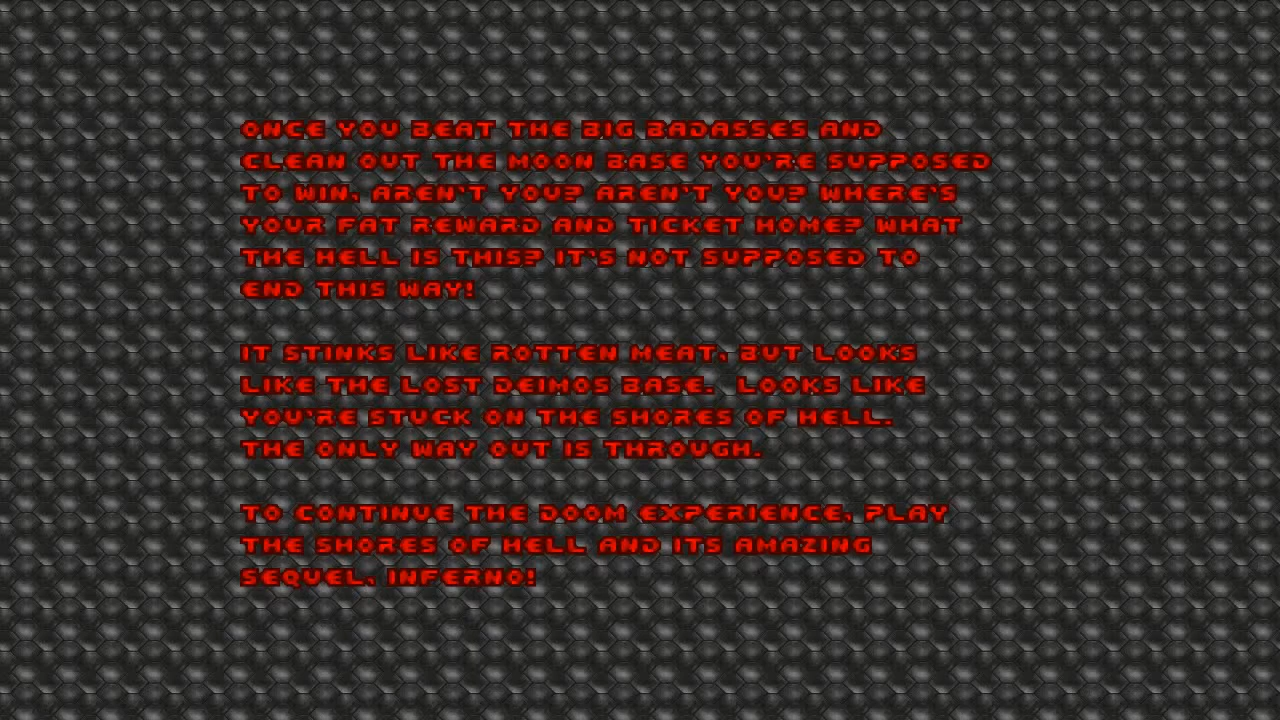 ONCE YOU BEAT THE BIG BADASSES AND
CLEAN OUT THE MOON BASE YOU'RE SUPPOSED
TO WIN, AREN'T YOU? AREN'T YOU? WHERE'S
YOUR FAT REWARD AND TICKET HOME? WHAT
THE HELL IS THIS? IT'S NOT SUPPOSED TO
END THIS WAY!
IT STINKS LIKE ROTTEN MEAT, BUT LOOKS
LIKE THE LOST DEIMOS BASE.  LOOKS LIKE
YOU'RE STUCK ON THE SHORES OF HELL.
THE ONLY WAY OUT IS THROUGH.
TO CONTINUE THE DOOM EXPERIENCE, PLAY
THE SHORES OF HELL AND ITS AMAZING
SEQUEL, INFERNO!